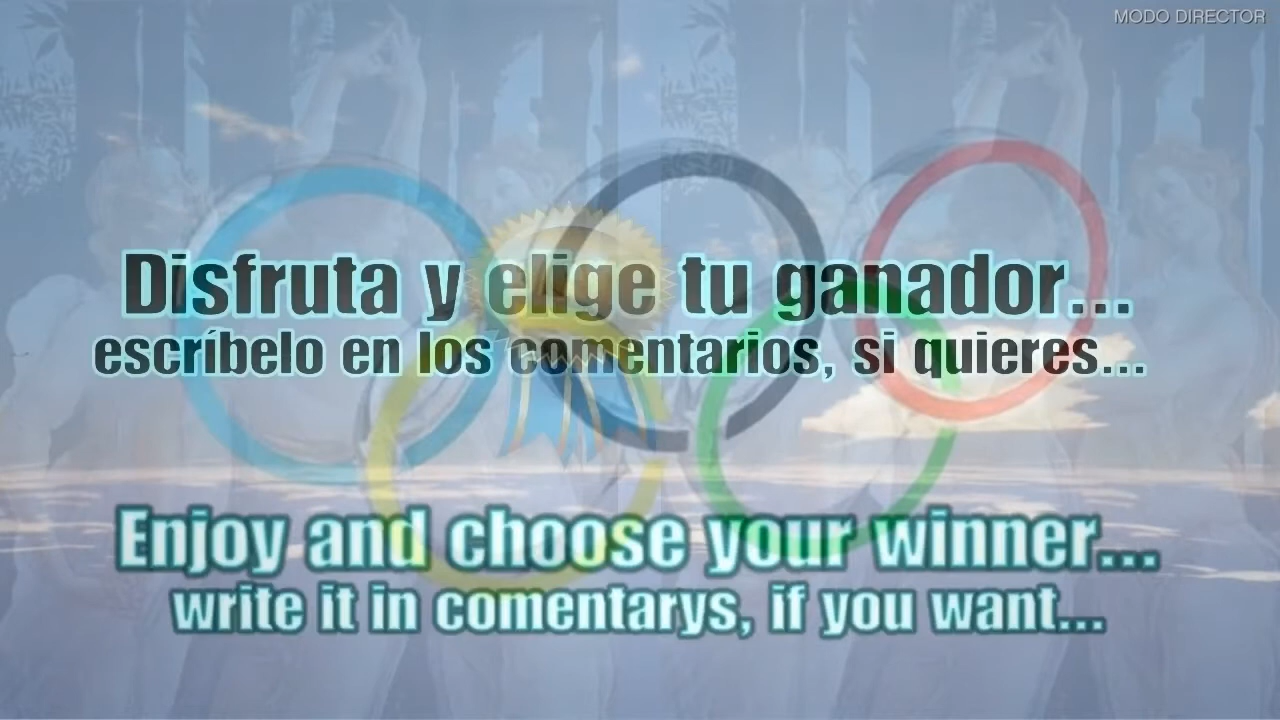 MODO DIRECTOR
Disfruta y elige tu ganador...
escríbelo en los comentarios, si quieres...
Enjoy and choose your winner...
write it in comentarys, if you want...